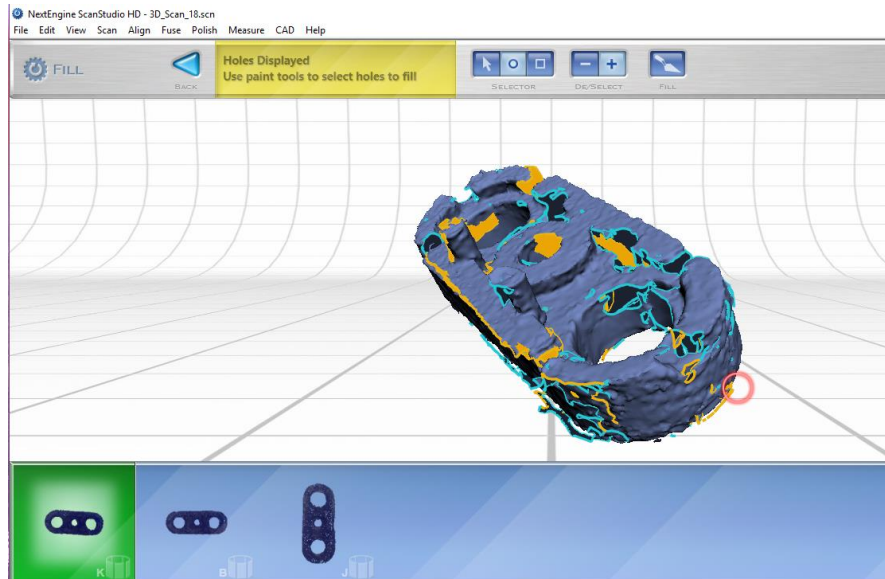 NextEngine ScanStudio HD - 3D_Scan_18.scn
File Edit View Scan Align Fuse Polish Measure CAD Help
FILL
BACK
Holes Displayed
Use paint tools to select holes to fill
SELECTOR
DE/SELECT
FILL
K
B
J